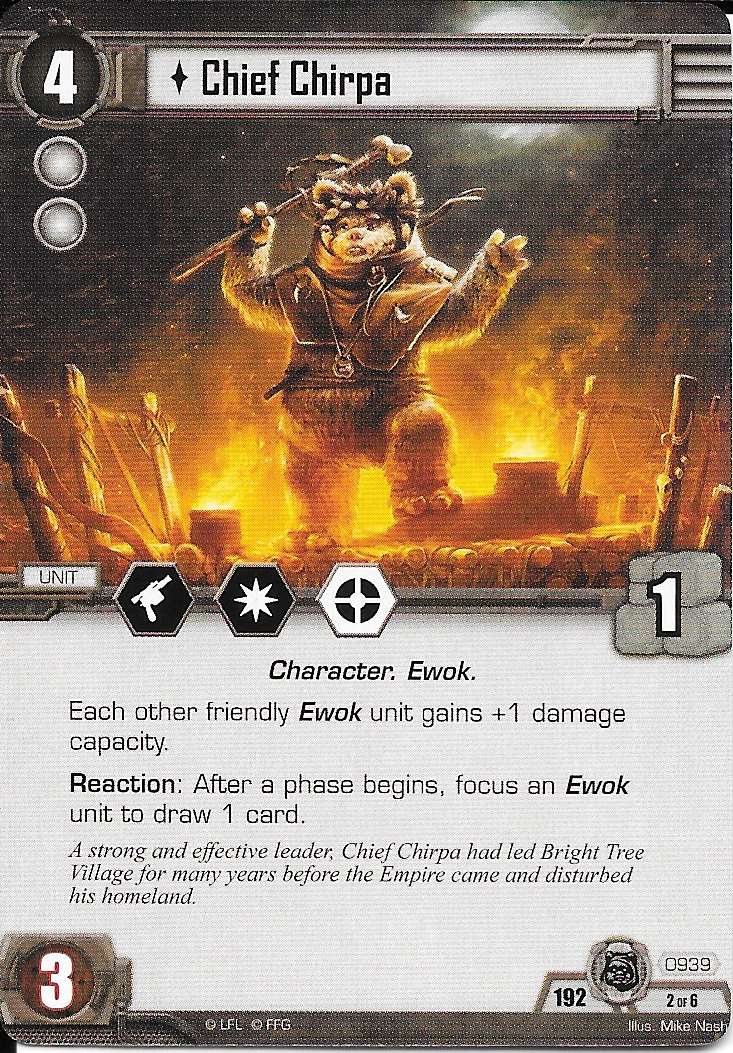 4
Chief Chirpa
UNIT
1
Character. Ewok.
Each other friendly Ewok unit gains +1 damage
capacity.
Reaction: After a phase begins, focus an Ewok
unit to draw 1 card.
A strong and effective leader, Chief Chirpa had led Bright Tree
Village for many years before the Empire came and disturbed
his homeland.
3
0939
192
2 OF 6
© LFL © FFG
Illus. Mike Nash